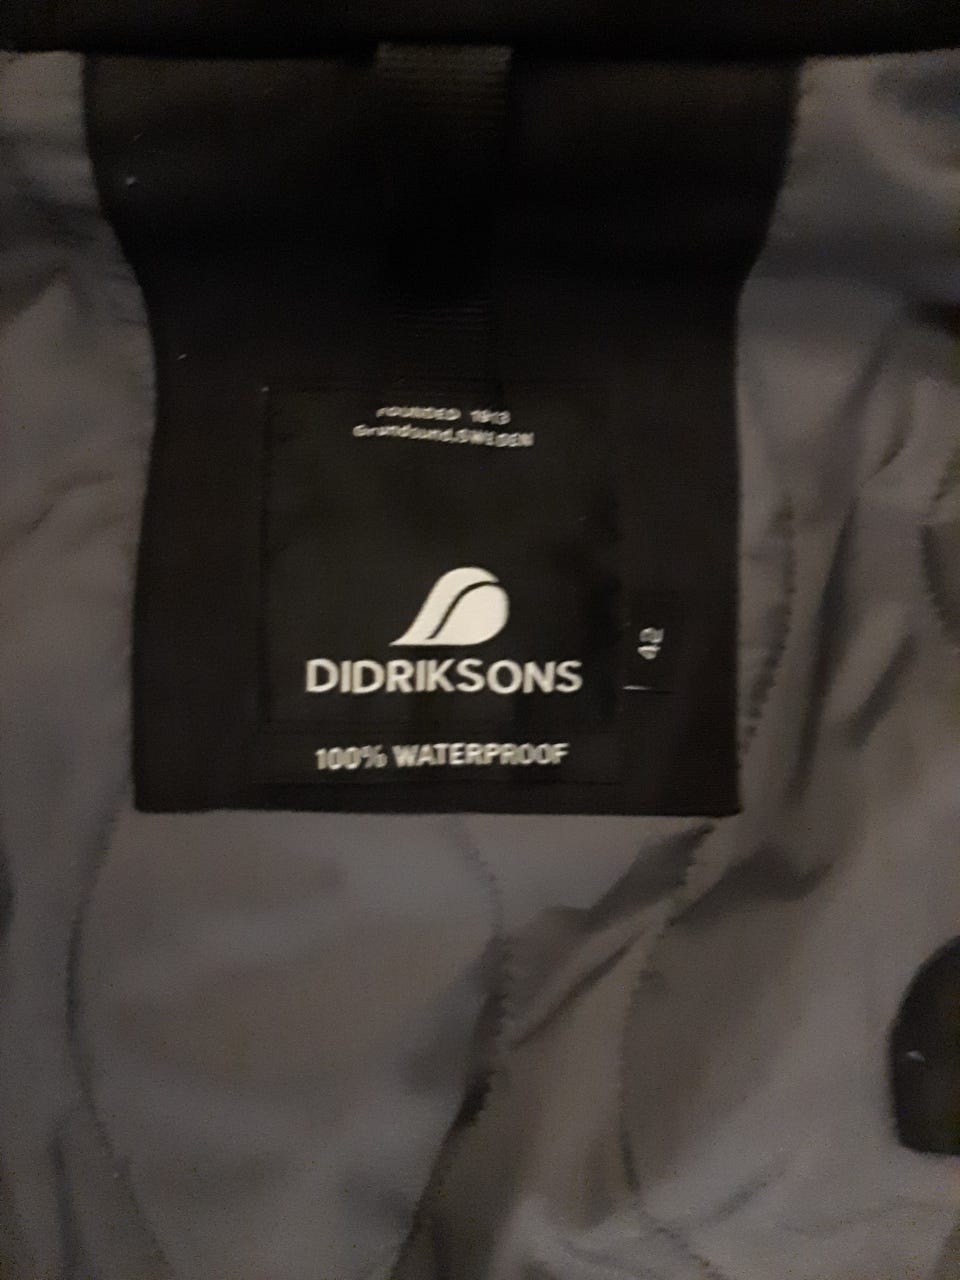 FOUNDED 1913
Grundsund, SWEDEN
DIDRIKSONS
42
100% WATERPROOF